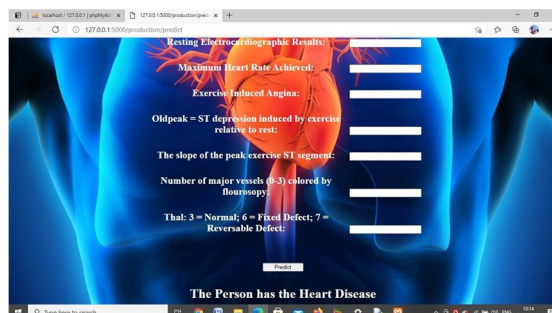 localhost / 127.0.0.1 | phpMyAdm
127.0.0.1:5000/production/predi
127.0.0.1:5000/production/predict
Resting Electrocardiographic Results:
Maximum Heart Rate Achieved:
Exercise Induced Angina:
Oldpeak = ST depression induced by exercise
relative to rest:
The slope of the peak exercise ST segment:
Number of major vessels (0-3) colored by
flourosopy:
Thal: 3 = Normal; 6 = Fixed Defect; 7 =
Reversable Defect:
Predict
The Person has the Heart Disease
Type here to search
ENG